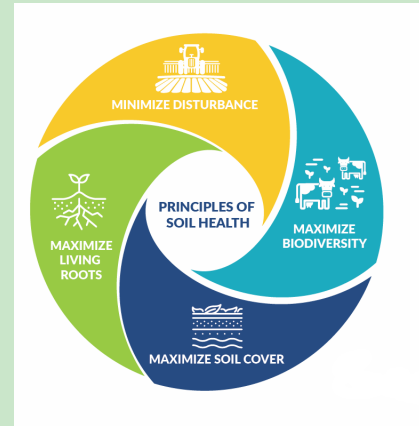 MINIMIZE DISTURBANCE
PRINCIPLES OF
SOIL HEALTH
MAXIMIZE
BIODIVERSITY
MAXIMIZE
LIVING
ROOTS
MAXIMIZE SOIL COVER